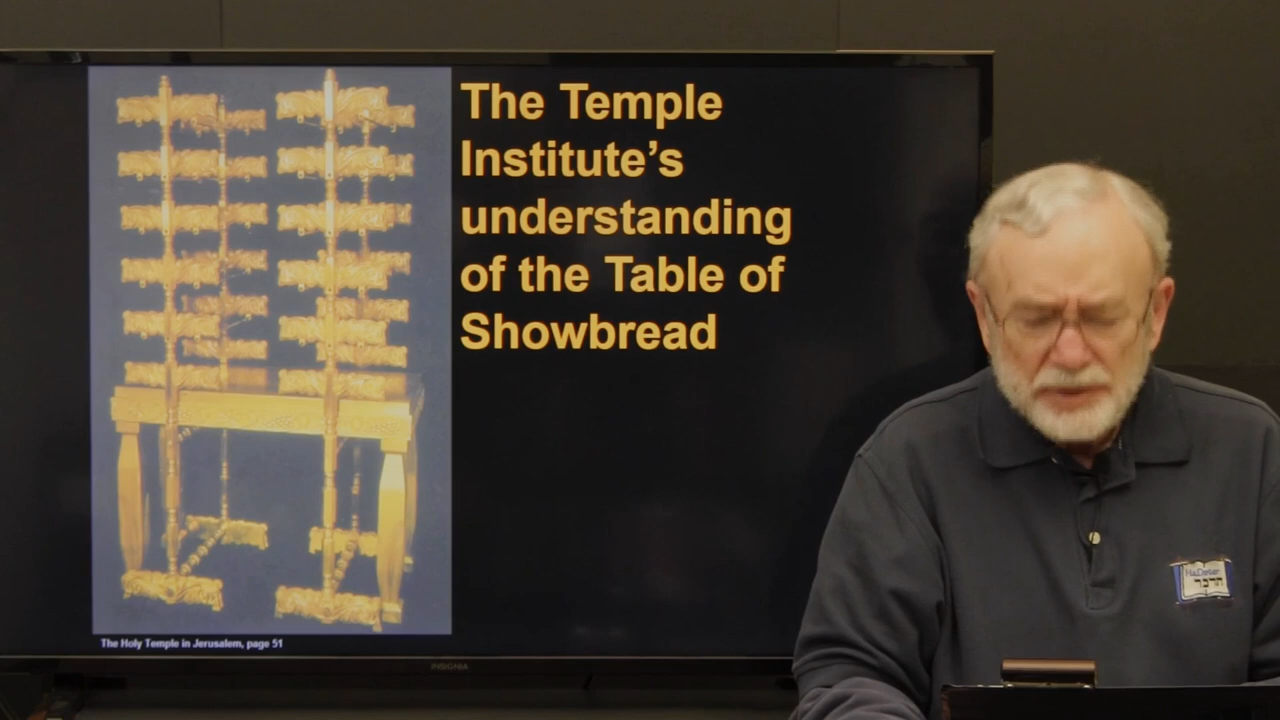 The Temple
Institute’s
understanding
of the Table of
Showbread
The Holy Temple in Jerusalem, page 51
INSIGNIA
HaDavar
הדבר